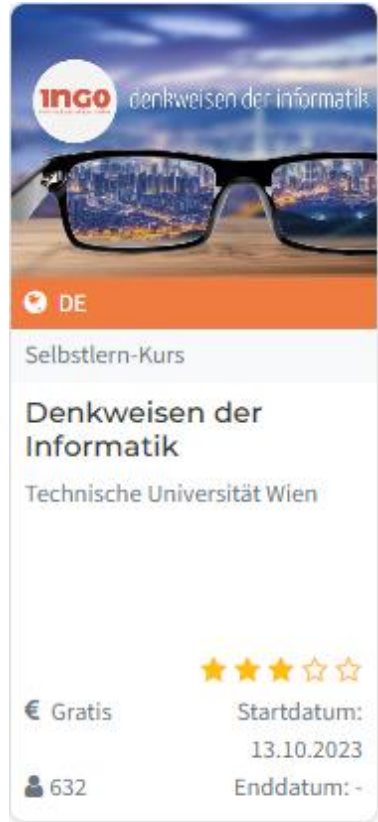 INGO
denkweisen der informatik
DE
Selbstlern-Kurs
Denkweisen der
Informatik
Technische Universität Wien
€ Gratis
Startdatum:
13.10.2023
632
Enddatum: -